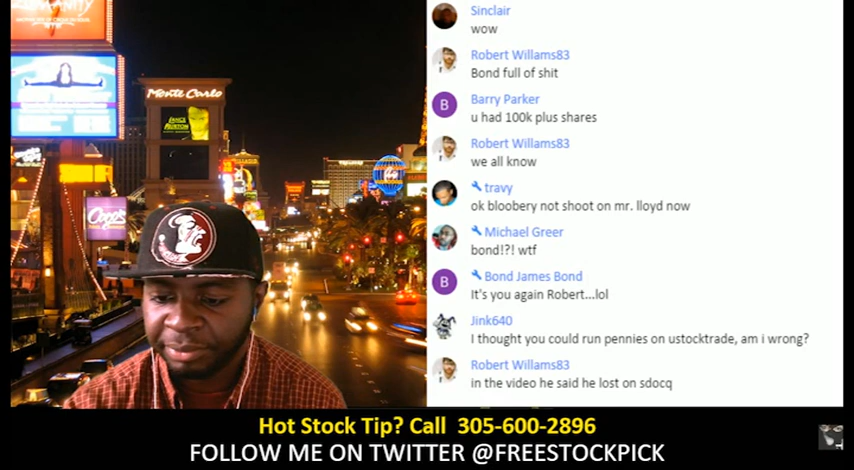 HUMANITY
Monte Carlo
LANCE BURTON
Sinclair
wow
Robert Willams83
Bond full of shit
B
Barry Parker
u had 100k plus shares
Robert Willams83
we all know
travy
ok bloobery not shoot on mr. lloyd now
Michael Greer
bond!?! wtf
B
Bond James Bond
It's you again Robert...lol
Jink640
I thought you could run pennies on ustocktrade, am i wrong?
Robert Willams83
in the video he said he lost on sdocq
Hot Stock Tip? Call 305-600-2896
FOLLOW ME ON TWITTER @FREESTOCKPICK